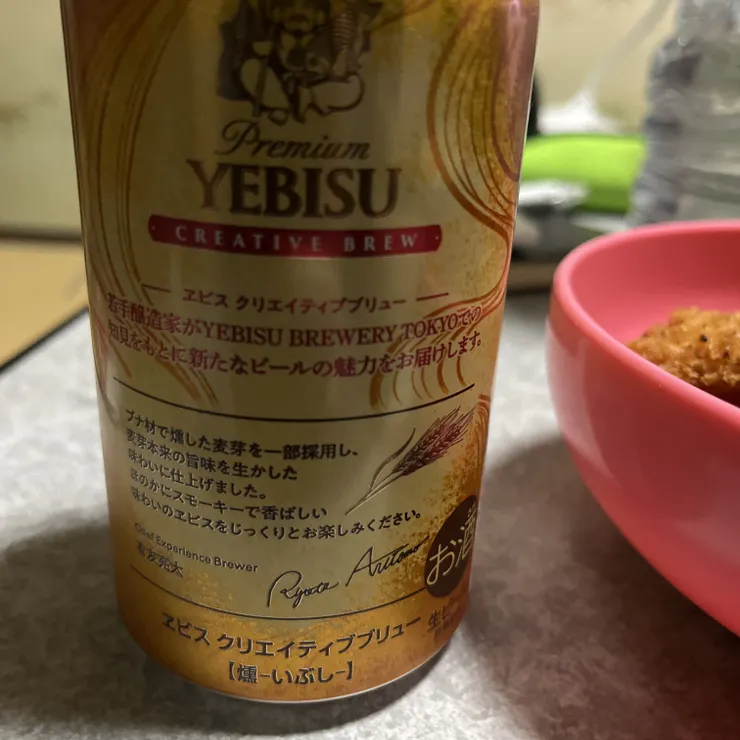 Premium
YEBISU
・CREATIVE BREW・
ヱビス クリエイティブブリュー
若手醸造家がYEBISU BREWERY TOKYOでの
知見をもとに新たなビールの魅力をお届けします。
ブナ材で燻した麦芽を一部採用し、
麦芽本来の旨味を生かした
味わいに仕上げました。
ほのかにスモーキーで香ばしい
味わいのヱビスをじっくりとお楽しみください。
Chief Experience Brewer
有友亮太
Ryota Aritomo
お酒
ヱビス クリエイティブブリュー 生ビ
【燻-いぶし-】